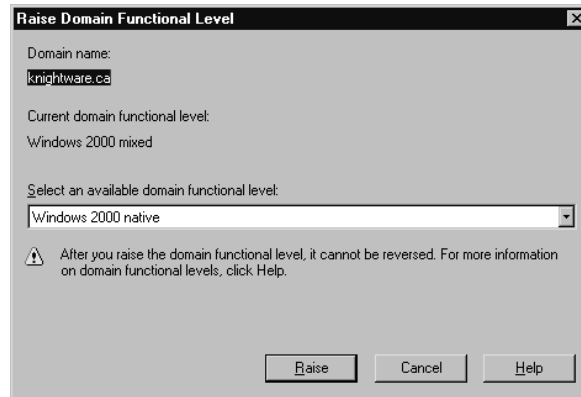 Raise Domain Functional Level
Domain name:
knightware.ca
Current domain functional level:
Windows 2000 mixed
Select an available domain functional level:
Windows 2000 native
After you raise the domain functional level, it cannot be reversed. For more information
on domain functional levels, click Help.
Raise Cancel Help